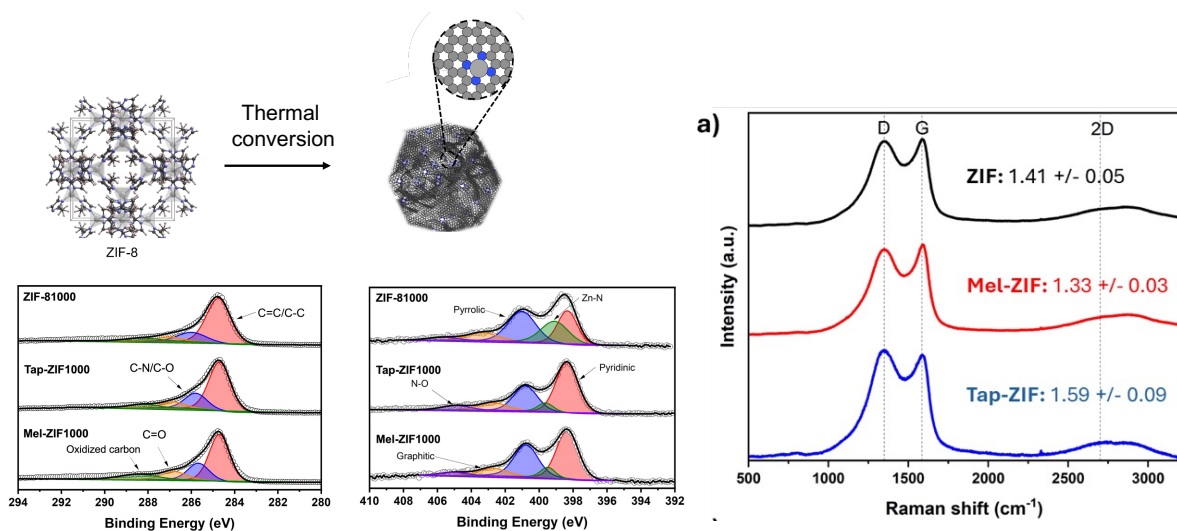 Thermal
conversion
ZIF-8
ZIF-81000
C=C/C-C
Tap-ZIF1000
C-N/C-O
Mel-ZIF1000
C=O
Oxidized carbon
294 292 290 288 286 284 282 280
Binding Energy (eV)
ZIF-81000
Zn-N
Pyrrolic
Tap-ZIF1000
Pyridinic
N-O
Mel-ZIF1000
Graphitic
410 408 406 404 402 400 398 396 394 392
Binding Energy (eV)
a)
D G 2D
ZIF: 1.41 +/- 0.05
Mel-ZIF: 1.33 +/- 0.03
Tap-ZIF: 1.59 +/- 0.09
Intensity (a.u.)
500 1000 1500 2000 2500 3000
Raman shift (cm⁻¹)